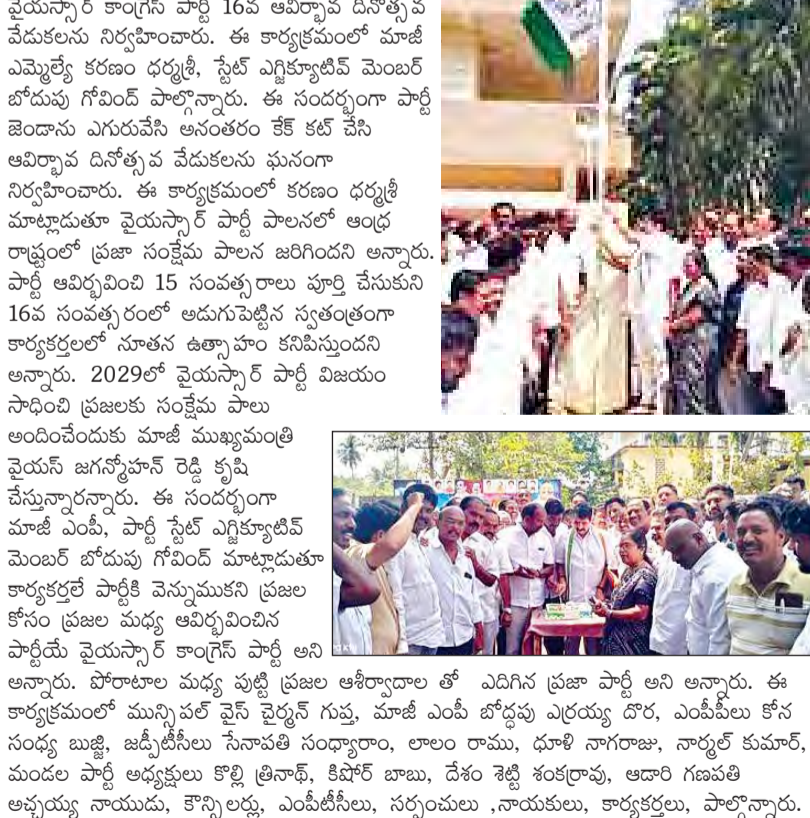 వైయస్సార్ కాంగ్రెస్ పార్టీ 16వ ఆవిర్భావ దినోత్సవ
వేడుకలను నిర్వహించారు. ఈ కార్యక్రమంలో మాజీ
ఎమ్మెల్యే కరణం ధర్మశ్రీ, స్టేట్ ఎగ్జిక్యూటివ్ మెంబర్
బోదుపు గోవింద్ పాల్గొన్నారు. ఈ సందర్భంగా పార్టీ
జెండాను ఎగురువేసి అనంతరం కేక్ కట్ చేసి
ఆవిర్భావ దినోత్సవ వేడుకలను ఘనంగా
నిర్వహించారు. ఈ కార్యక్రమంలో కరణం ధర్మశ్రీ
మాట్లాడుతూ వైయస్సార్ పార్టీ పాలనలో ఆంధ్ర
రాష్ట్రంలో ప్రజా సంక్షేమ పాలన జరిగిందని అన్నారు.
పార్టీ ఆవిర్భవించి 15 సంవత్సరాలు పూర్తి చేసుకుని
16వ సంవత్సరంలో అడుగుపెట్టిన స్వతంత్రంగా
కార్యకర్తలలో నూతన ఉత్సాహం కనిపిస్తుందని
అన్నారు. 2029లో వైయస్సార్ పార్టీ విజయం
సాధించి ప్రజలకు సంక్షేమ పాలు
అందించేందుకు మాజీ ముఖ్యమంత్రి
వైయస్ జగన్మోహన్ రెడ్డి కృషి
చేస్తున్నారన్నారు. ఈ సందర్భంగా
మాజీ ఎంపీ, పార్టీ స్టేట్ ఎగ్జిక్యూటివ్
మెంబర్ బోదుపు గోవింద్ మాట్లాడుతూ
కార్యకర్తలే పార్టీకి వెన్నుముకని ప్రజల
కోసం ప్రజల మధ్య ఆవిర్భవించిన
పార్టీయే వైయస్సార్ కాంగ్రెస్ పార్టీ అని
అన్నారు. పోరాటాల మధ్య పుట్టి ప్రజల ఆశీర్వాదాల తో ఎదిగిన ప్రజా పార్టీ అని అన్నారు. ఈ
కార్యక్రమంలో మున్సిపల్ వైస్ చైర్మన్ గుప్త, మాజీ ఎంపీ బోద్ధపు ఎర్రయ్య దొర, ఎంపీపీలు కోన
సంధ్య బుజ్జి, జడ్పీటీసీలు సేనాపతి సంధ్యారాం, లాలం రాము, ధూళి నాగరాజు, నార్మల్ కుమార్,
మండల పార్టీ అధ్యక్షులు కొల్లి త్రినాథ్, కిషోర్ బాబు, దేశం శెట్టి శంకర్రావు, ఆడారి గణపతి
అచ్చయ్య నాయుడు, కౌన్సిలర్లు, ఎంపీటీసీలు, సర్పంచులు ,నాయకులు, కార్యకర్తలు, పాల్గొన్నారు.